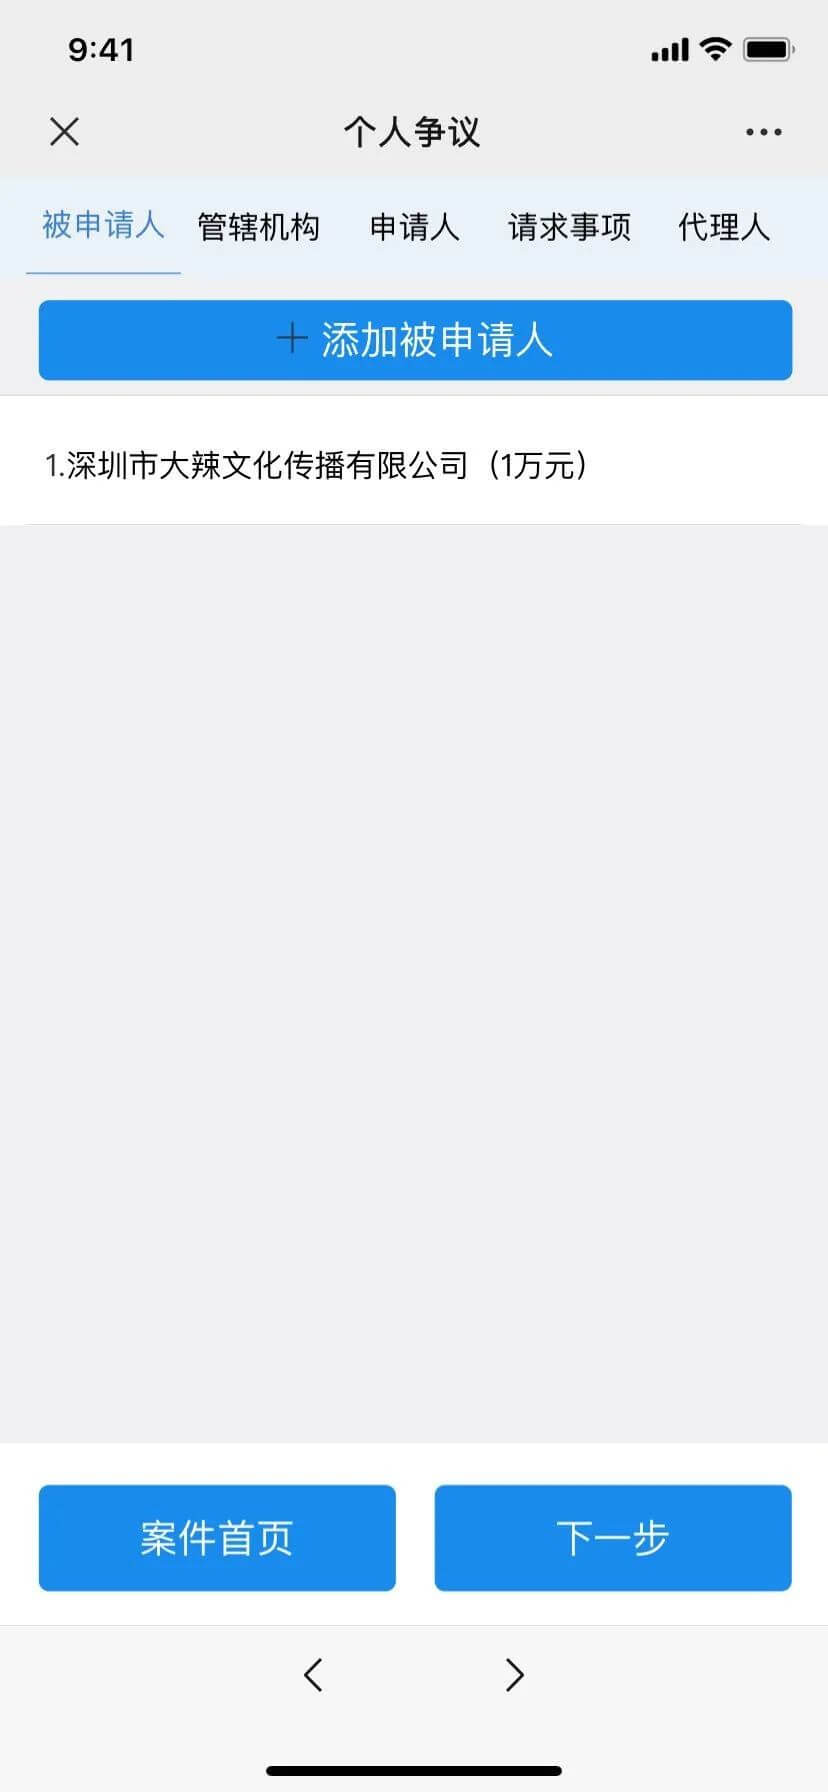 9:41
个人争议
被申请人 管辖机构 申请人 请求事项 代理人
添加被申请人
1.深圳市大辣文化传播有限公司（1万元）
案件首页 下一步